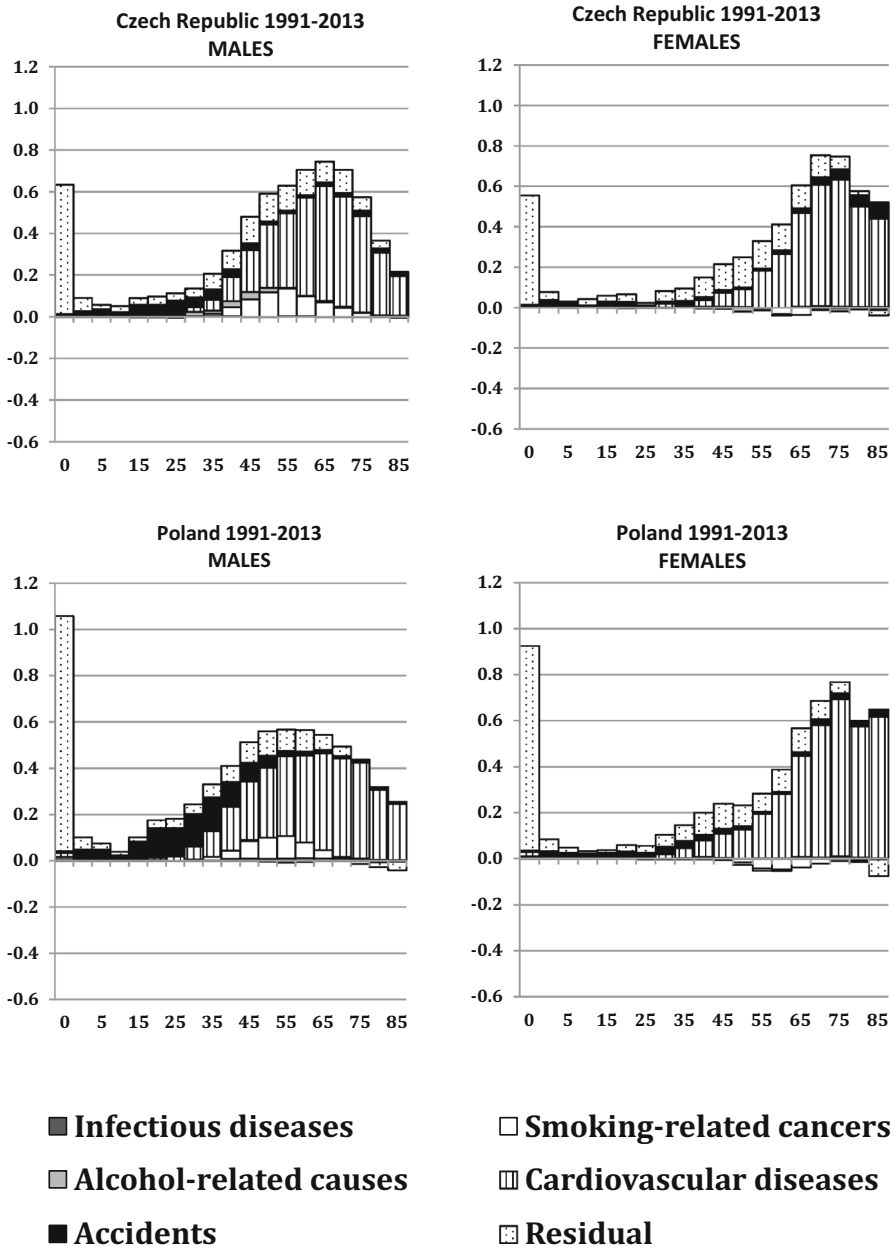 Czech Republic 1991-2013
MALES
1.2
1.0
0.8
0.6
0.4
0.2
0.0
-0.2
-0.4
-0.6
0 5 15 25 35 45 55 65 75 85
Czech Republic 1991-2013
FEMALES
1.2
1.0
0.8
0.6
0.4
0.2
0.0
-0.2
-0.4
-0.6
0 5 15 25 35 45 55 65 75 85
Poland 1991-2013
MALES
1.2
1.0
0.8
0.6
0.4
0.2
0.0
-0.2
-0.4
-0.6
0 5 15 25 35 45 55 65 75 85
Poland 1991-2013
FEMALES
1.2
1.0
0.8
0.6
0.4
0.2
0.0
-0.2
-0.4
-0.6
0 5 15 25 35 45 55 65 75 85
Infectious diseases
Smoking-related cancers
Alcohol-related causes
Cardiovascular diseases
Accidents
Residual